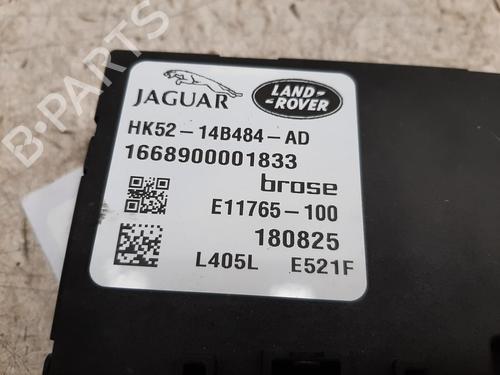 JAGUAR
LAND-
ROVER
HK52-14B484-AD
1668900001833
brose
E11765-100
180825
L405L E521F
B-PARTS